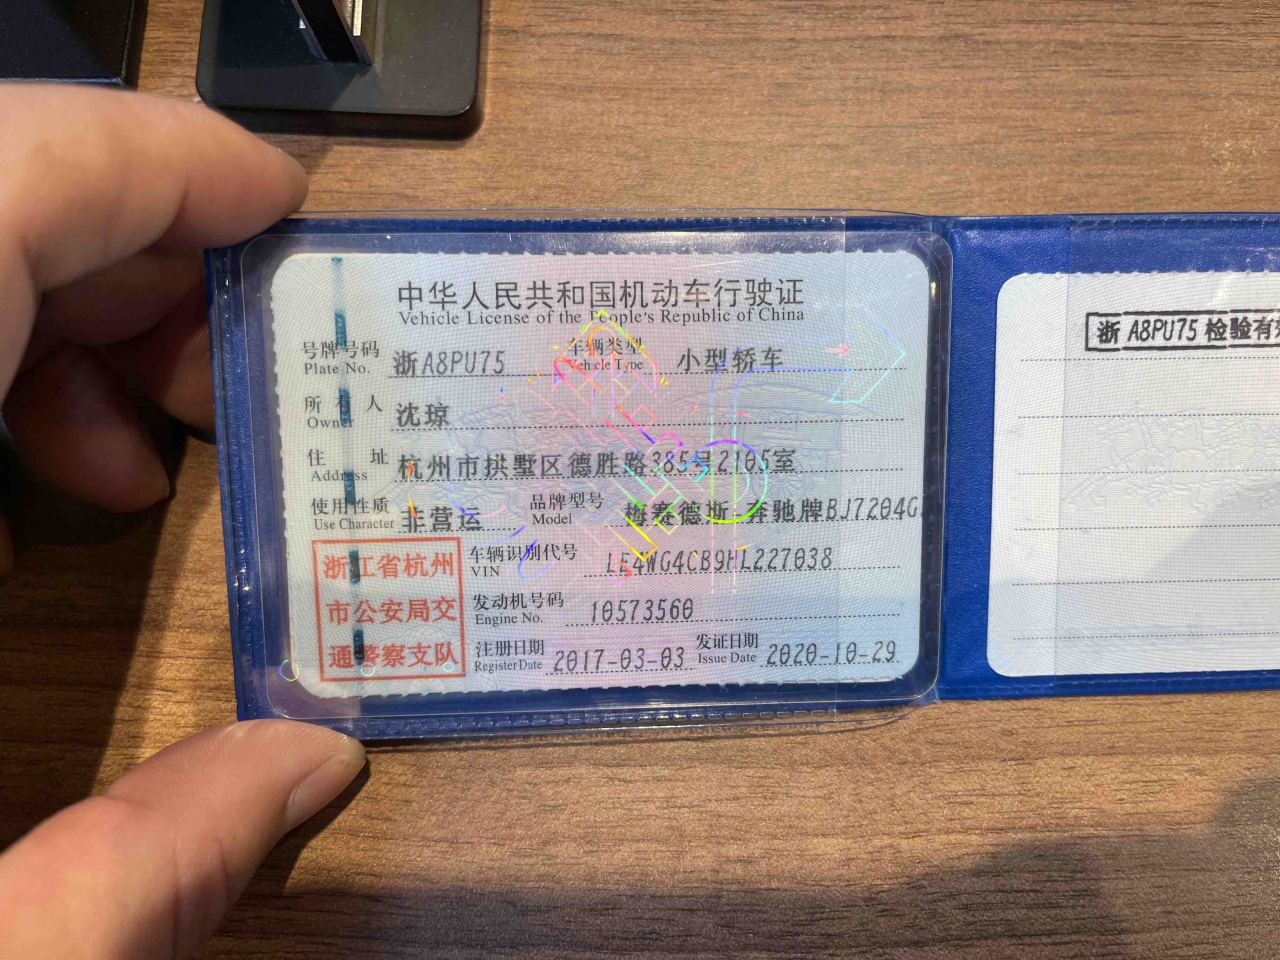 中华人民共和国机动车行驶证
Vehicle License of the People's Republic of China
号牌号码 浙A8PU75 车辆类型 小型轿车
Plate No. Vehicle Type
所有人 沈琼
Owner
住址 杭州市拱墅区德胜路385号2105室
Address
使用性质 非营运 品牌型号 梅赛德斯-奔驰牌BJ7204G
Use Character Model
浙江省杭州
市公安局交
通警察支队
车辆识别代号 LE4WG4CB9HL227038
VIN
发动机号码 10573560
Engine No.
注册日期 2017-03-03 发证日期 2020-10-29
Register Date Issue Date
浙A8PU75 检验有